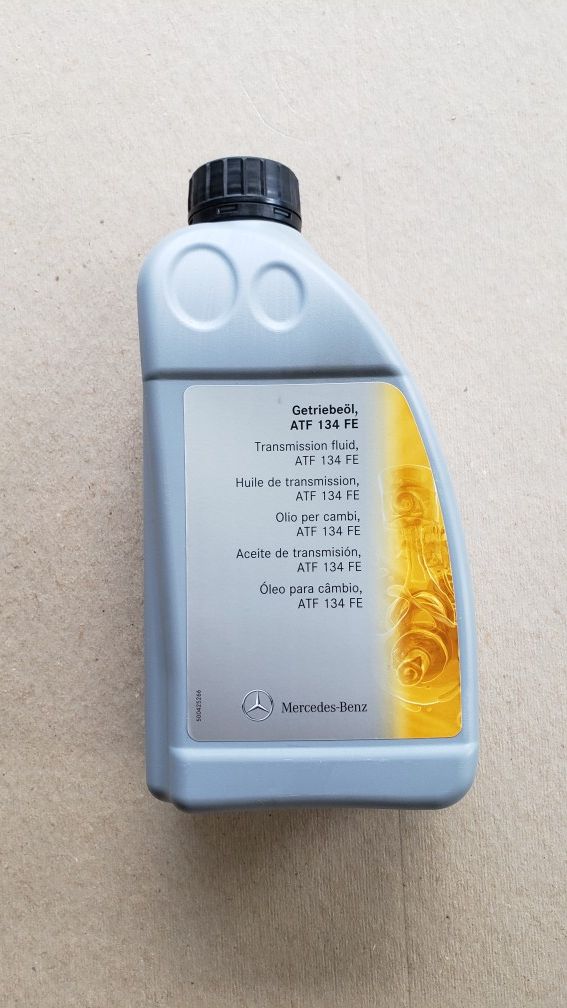 Getriebeöl,
ATF 134 FE
Transmission fluid,
ATF 134 FE
Huile de transmission,
ATF 134 FE
Olio per cambi,
ATF 134 FE
Aceite de transmisión,
ATF 134 FE
Óleo para câmbio,
ATF 134 FE
500425266
Mercedes-Benz